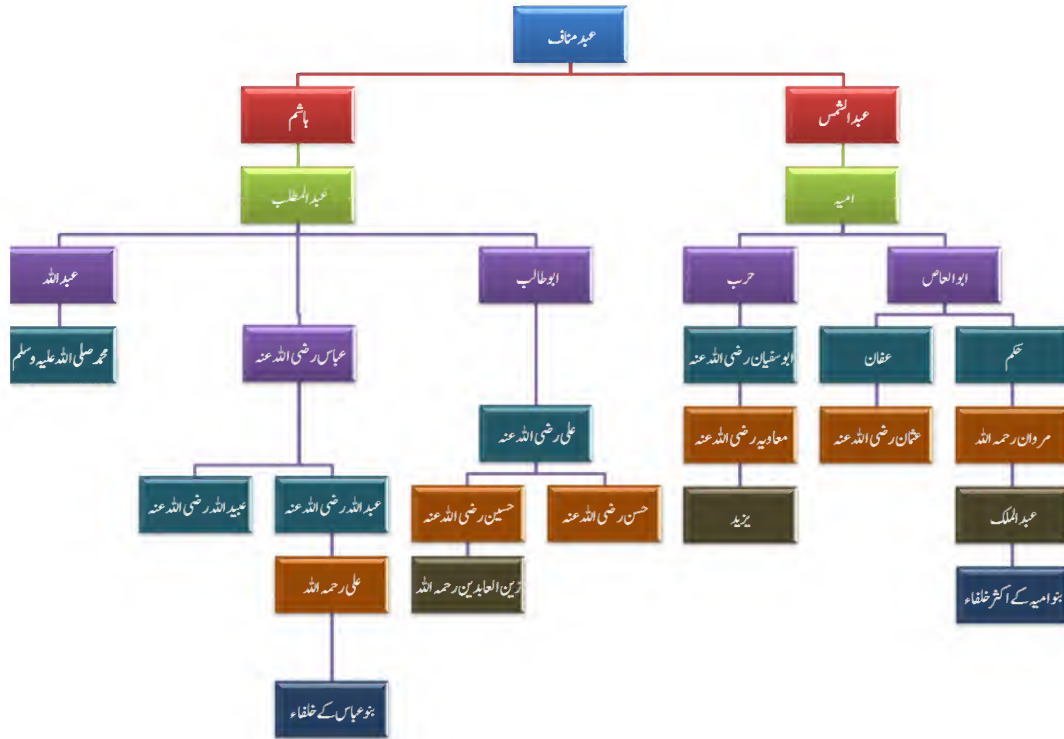 عبد مناف
عبد الشمس
ہاشم
امیہ
عبد المطلب
ابو العاص
حرب
ابو طالب
عبد اللہ
حکم
عفان
ابو سفیان رضی اللہ عنہ
عباس رضی اللہ عنہ
محمد صلی اللہ علیہ وسلم
مروان رحمہ اللہ
عثمان رضی اللہ عنہ
معاویہ رضی اللہ عنہ
علی رضی اللہ عنہ
عبد الملک
یزید
حسن رضی اللہ عنہ
حسین رضی اللہ عنہ
عبد اللہ رضی اللہ عنہ
عبید اللہ رضی اللہ عنہ
بنو امیہ کے اکثر خلفاء
زین العابدین رحمہ اللہ
علی رحمہ اللہ
بنو عباس کے خلفاء